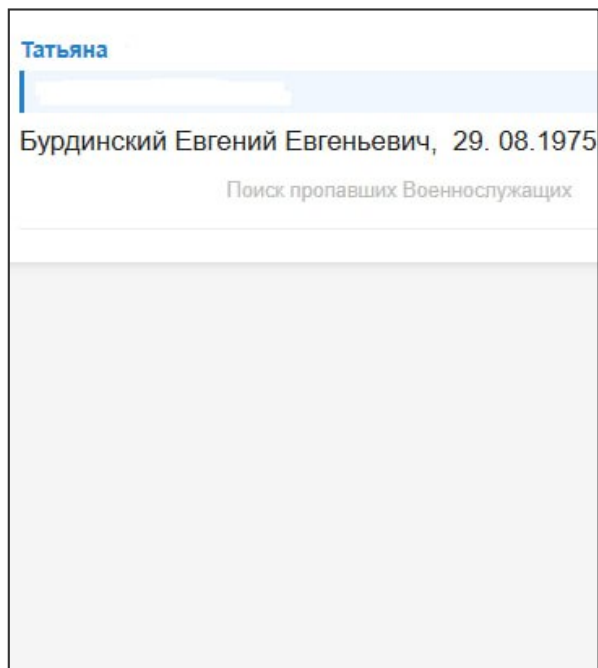 Татьяна
Бурдинский Евгений Евгеньевич, 29. 08.1975
Поиск пропавших Военнослужащих